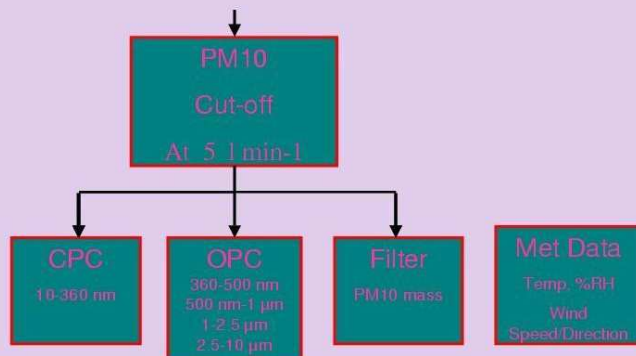 PM10
Cut-off
At 5 l min-1
CPC
10-360 nm
OPC
360-500 nm
500 nm-1 µm
1-2.5 µm
2.5-10 µm
Filter
PM10 mass
Met Data
Temp, %RH
Wind
Speed/Direction